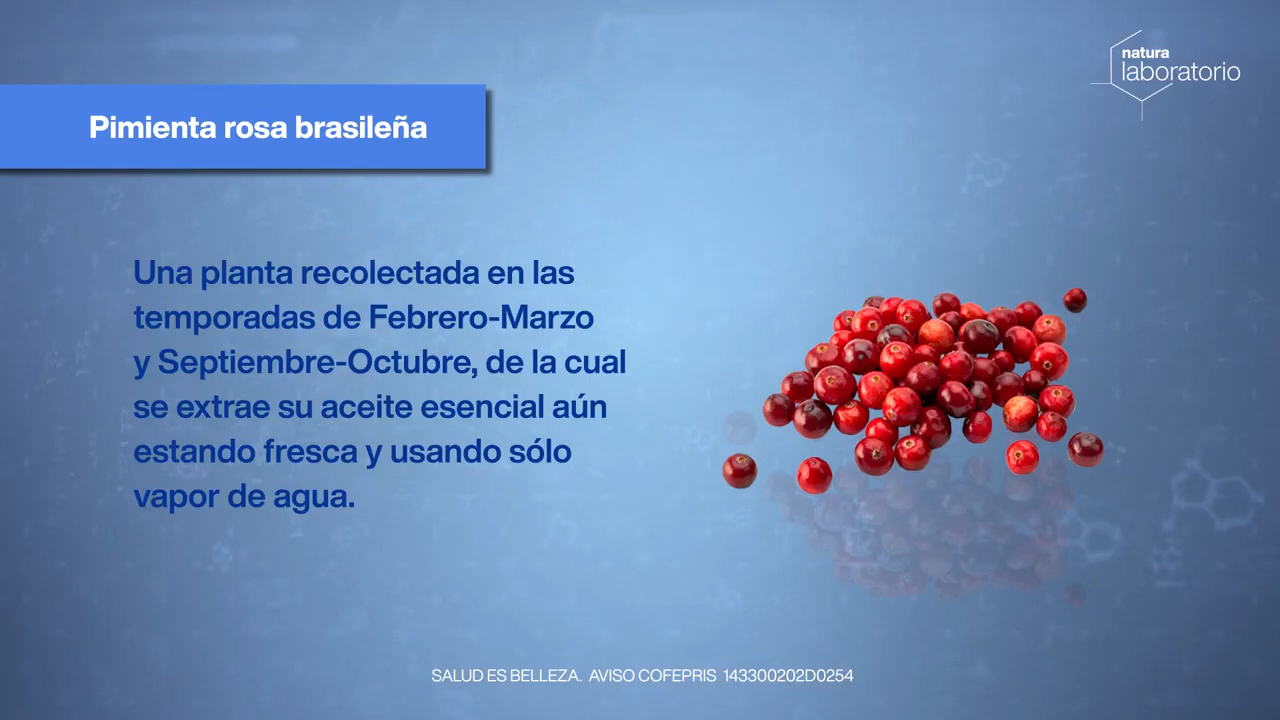 natura
laboratorio
Pimienta rosa brasileña
Una planta recolectada en las
temporadas de Febrero-Marzo
y Septiembre-Octubre, de la cual
se extrae su aceite esencial aún
estando fresca y usando sólo
vapor de agua.
SALUD ES BELLEZA. AVISO COFEPRIS 143300202D0254